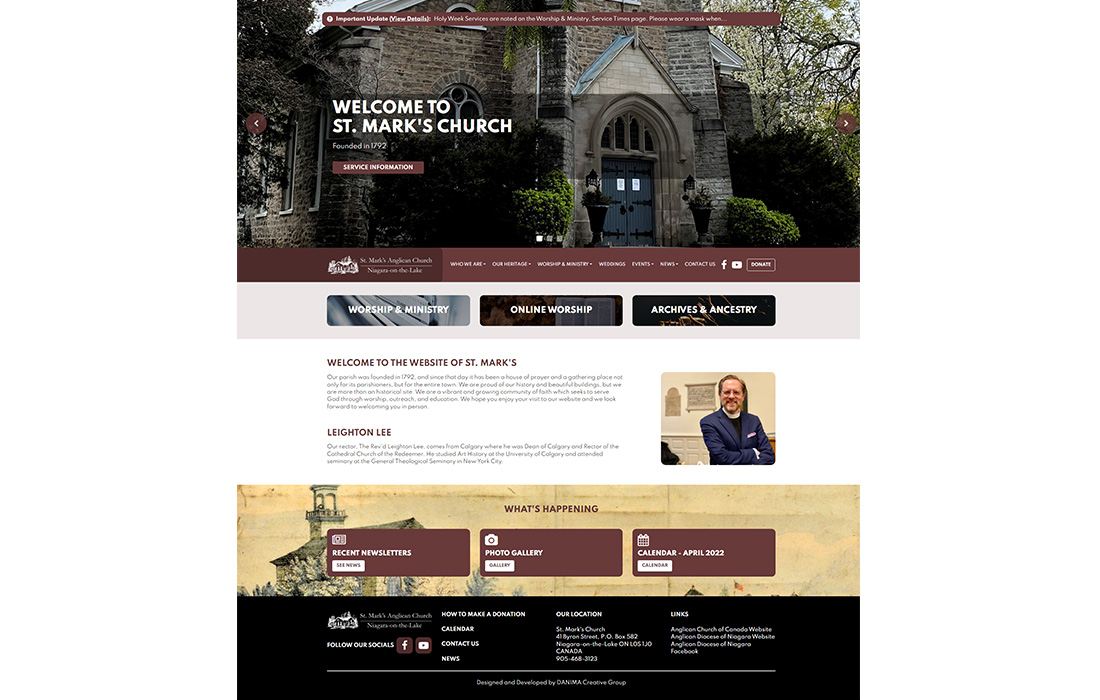 Important Update (View Details): Holy Week Services are noted on the Worship & Ministry, Service Times page. Please wear a mask when...
WELCOME TO
ST. MARK'S CHURCH
Founded in 1792
SERVICE INFORMATION
St. Mark's Anglican Church
Niagara-on-the-Lake
WHO WE ARE
OUR HERITAGE
WORSHIP & MINISTRY
WEDDINGS
EVENTS
NEWS
CONTACT US
DONATE
WORSHIP & MINISTRY
ONLINE WORSHIP
ARCHIVES & ANCESTRY
WELCOME TO THE WEBSITE OF ST. MARK'S
Our parish was founded in 1792, and since that day it has been a house of prayer and a gathering place not
only for its parishioners, but for the entire town. We are proud of our history and beautiful buildings, but we
are more than an historical site. We are a vibrant and growing community of faith which seeks to serve
God through worship, outreach, and education. We hope you enjoy your visit to our website and we look
forward to welcoming you in person.
LEIGHTON LEE
Our rector, The Rev'd Leighton Lee, comes from Calgary where he was Dean of Calgary and Rector of the
Cathedral Church of the Redeemer. He studied Art History at the University of Calgary and attended
seminary at the General Theological Seminary in New York City.
WHAT'S HAPPENING
RECENT NEWSLETTERS
SEE NEWS
PHOTO GALLERY
GALLERY
CALENDAR - APRIL 2022
CALENDAR
St. Mark's Anglican Church
Niagara-on-the-Lake
FOLLOW OUR SOCIALS
HOW TO MAKE A DONATION
CALENDAR
CONTACT US
NEWS
OUR LOCATION
St. Mark's Church
41 Byron Street, P.O. Box 582
Niagara-on-the-Lake ON L0S 1J0
CANADA
905-468-3123
LINKS
Anglican Church of Canada Website
Anglican Diocese of Niagara Website
Anglican Diocese of Niagara
Facebook
Designed and Developed by DANIMA Creative Group